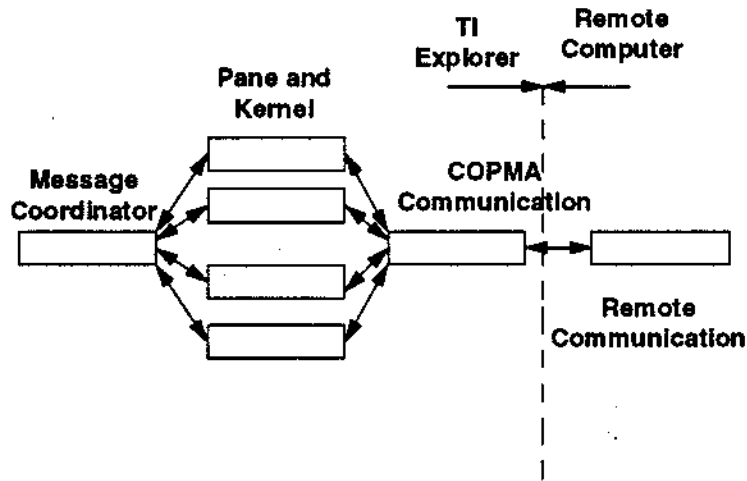 TI
Explorer
Remote
Computer
Pane and
Kernel
Message
Coordinator
COPMA
Communication
Remote
Communication